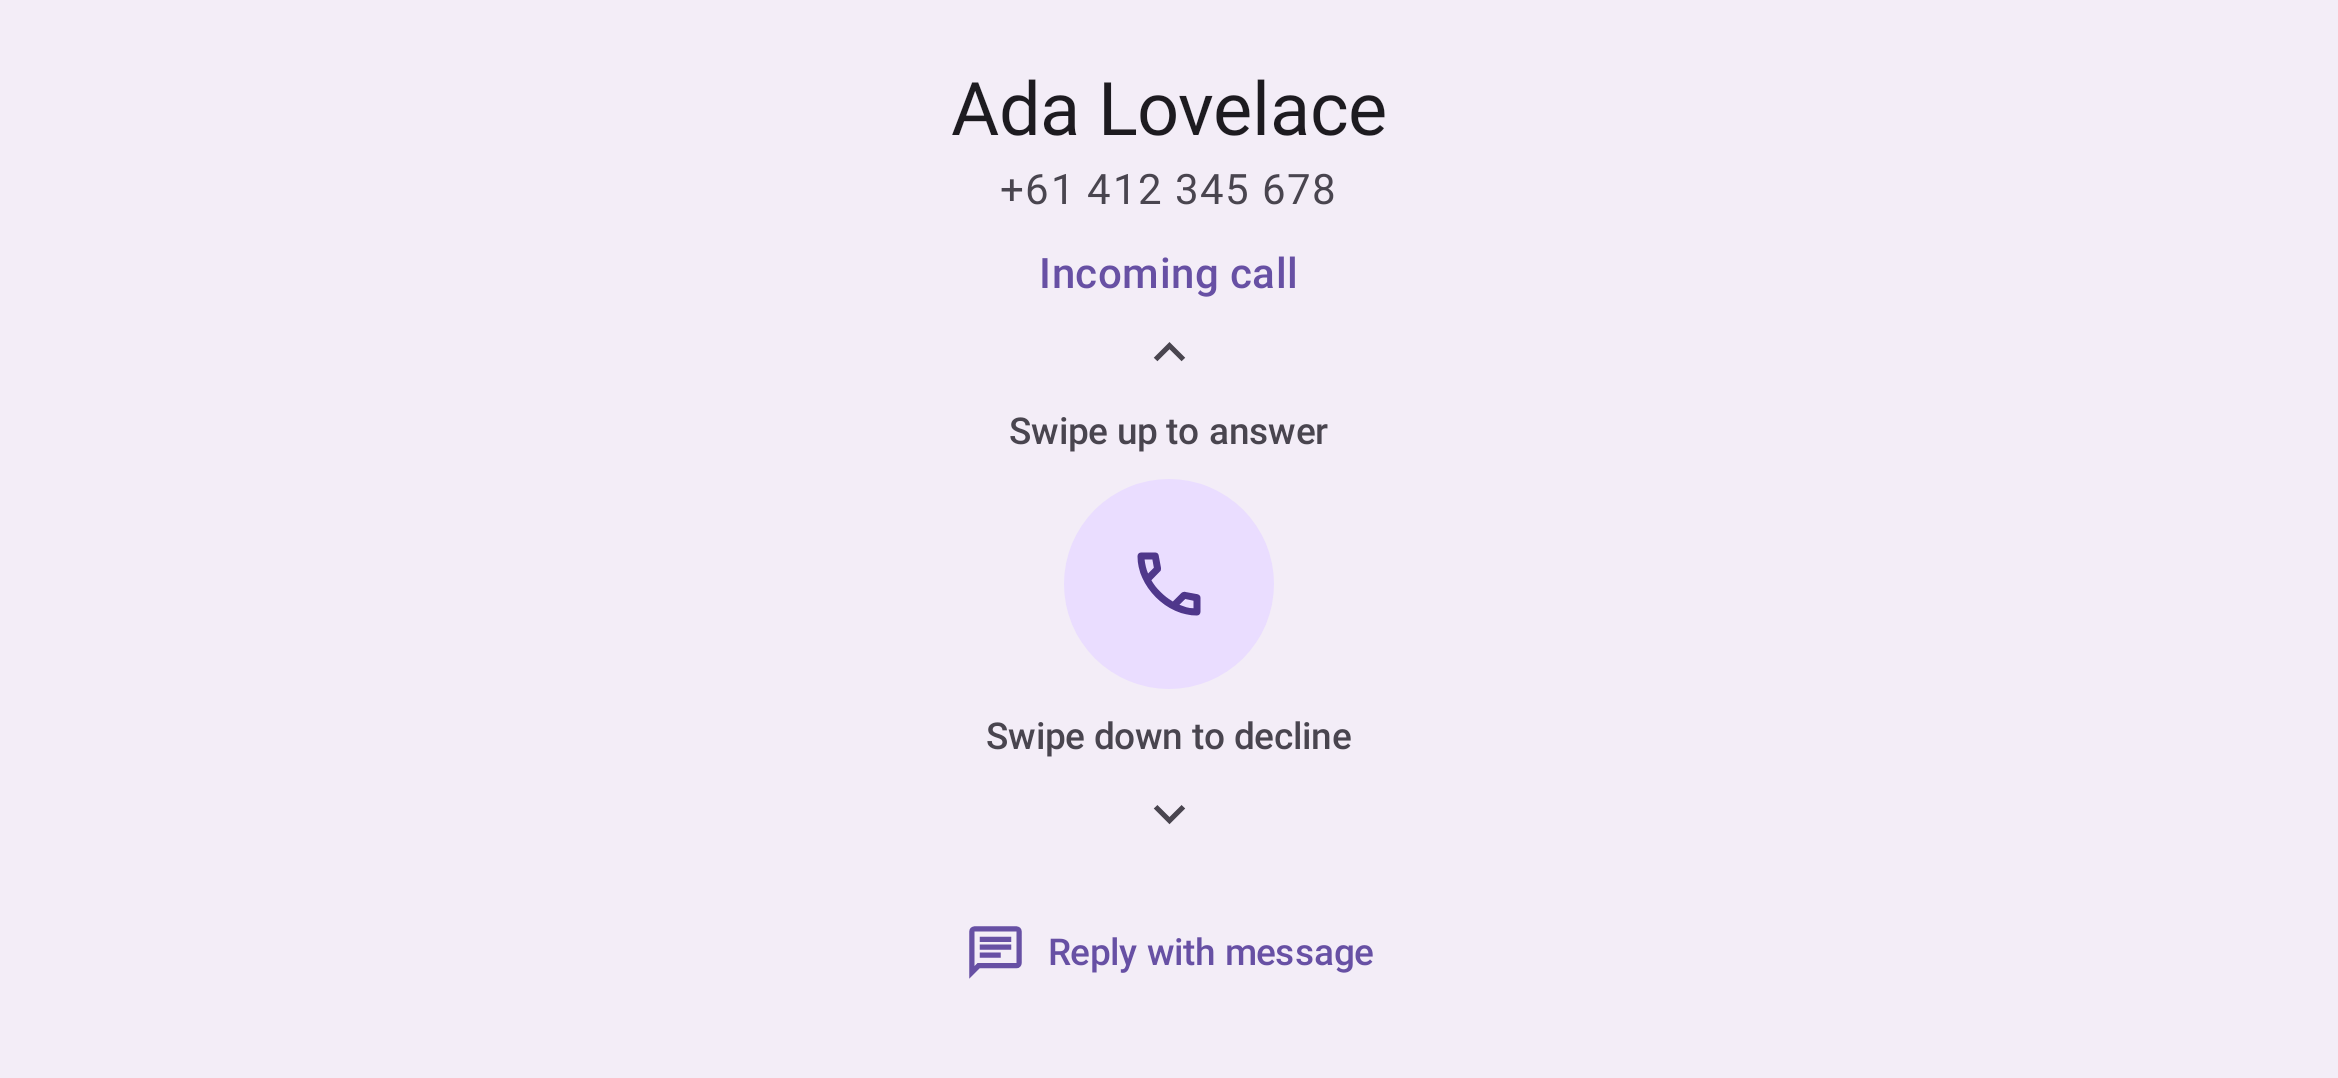 Ada Lovelace
+61 412 345 678
Incoming call
Swipe up to answer
Swipe down to decline
Reply with message